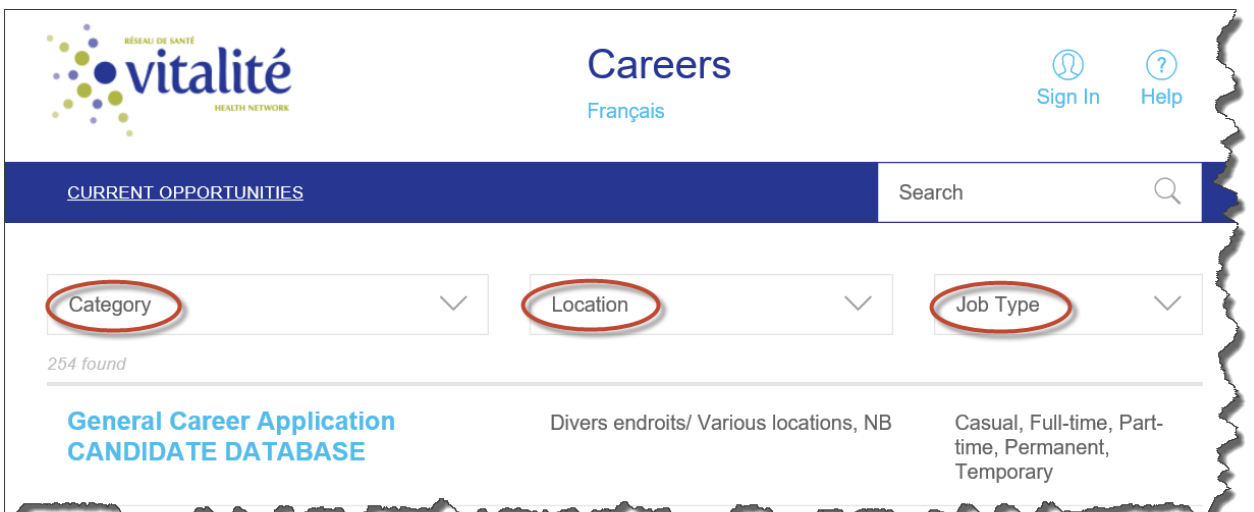 RÉSEAU DE SANTÉ
vitalité
HEALTH NETWORK
Careers
Français
Sign In
Help
CURRENT OPPORTUNITIES
Search
Category
Location
Job Type
254 found
General Career Application
CANDIDATE DATABASE
Divers endroits/ Various locations, NB
Casual, Full-time, Part-
time, Permanent,
Temporary